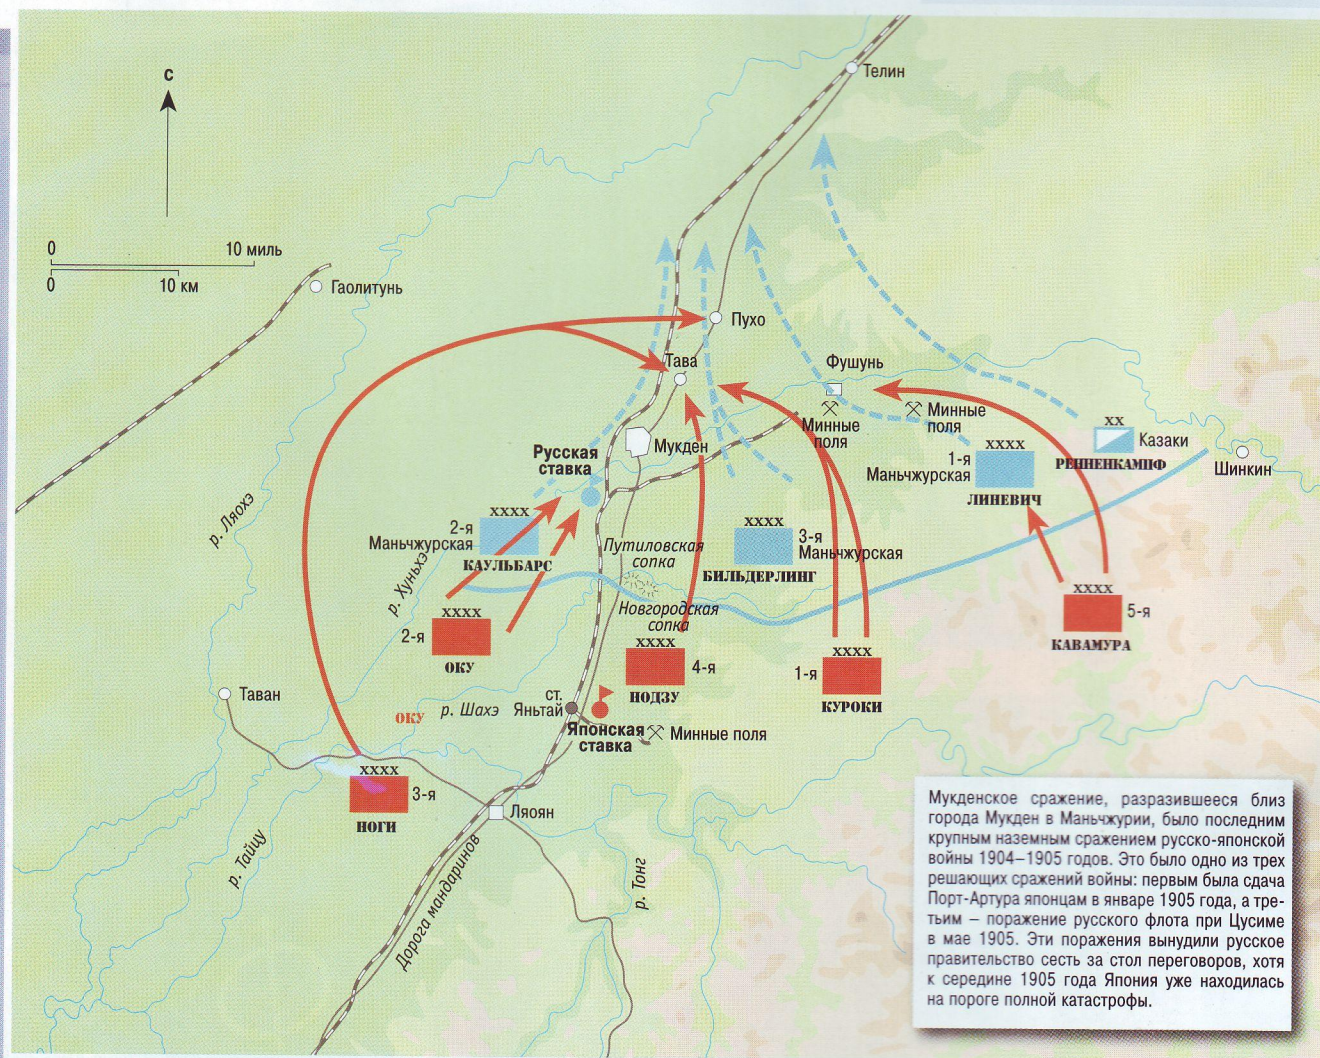 Телин
С
0
10 миль
0
10 км
Гаолитунь
Пухо
Тава
Фушунь
Минные
поля
Минные
поля
XX
Казаки
РЕННЕНКАМПФ
Шинкин
Мукден
Русская
ставка
XXXX
1-я
Маньчжурская
ЛИНЕВИЧ
р. Ляохэ
XXXX
2-я
Маньчжурская
КАУЛЬБАРС
р. Хуньхэ
Путиловская
сопка
XXXX
3-я
Маньчжурская
БИЛЬДЕРЛИНГ
Новгородская
сопка
XXXX
2-я
ОКУ
XXXX
4-я
НОДЗУ
XXXX
1-я
КУРОКИ
XXXX
5-я
КАВАМУРА
Таван
ОКУ
р. Шахэ
ст.
Яньтай
Японская
ставка
Минные поля
XXXX
3-я
НОГИ
Ляоян
р. Тайцу
Дорога мандаринов
р. Тонг
Мукденское сражение, разразившееся близ
города Мукден в Маньчжурии, было последним
крупным наземным сражением русско-японской
войны 1904–1905 годов. Это было одно из трех
решающих сражений войны: первым была сдача
Порт-Артура японцам в январе 1905 года, а тре-
тьим – поражение русского флота при Цусиме
в мае 1905. Эти поражения вынудили русское
правительство сесть за стол переговоров, хотя
к середине 1905 года Япония уже находилась
на пороге полной катастрофы.